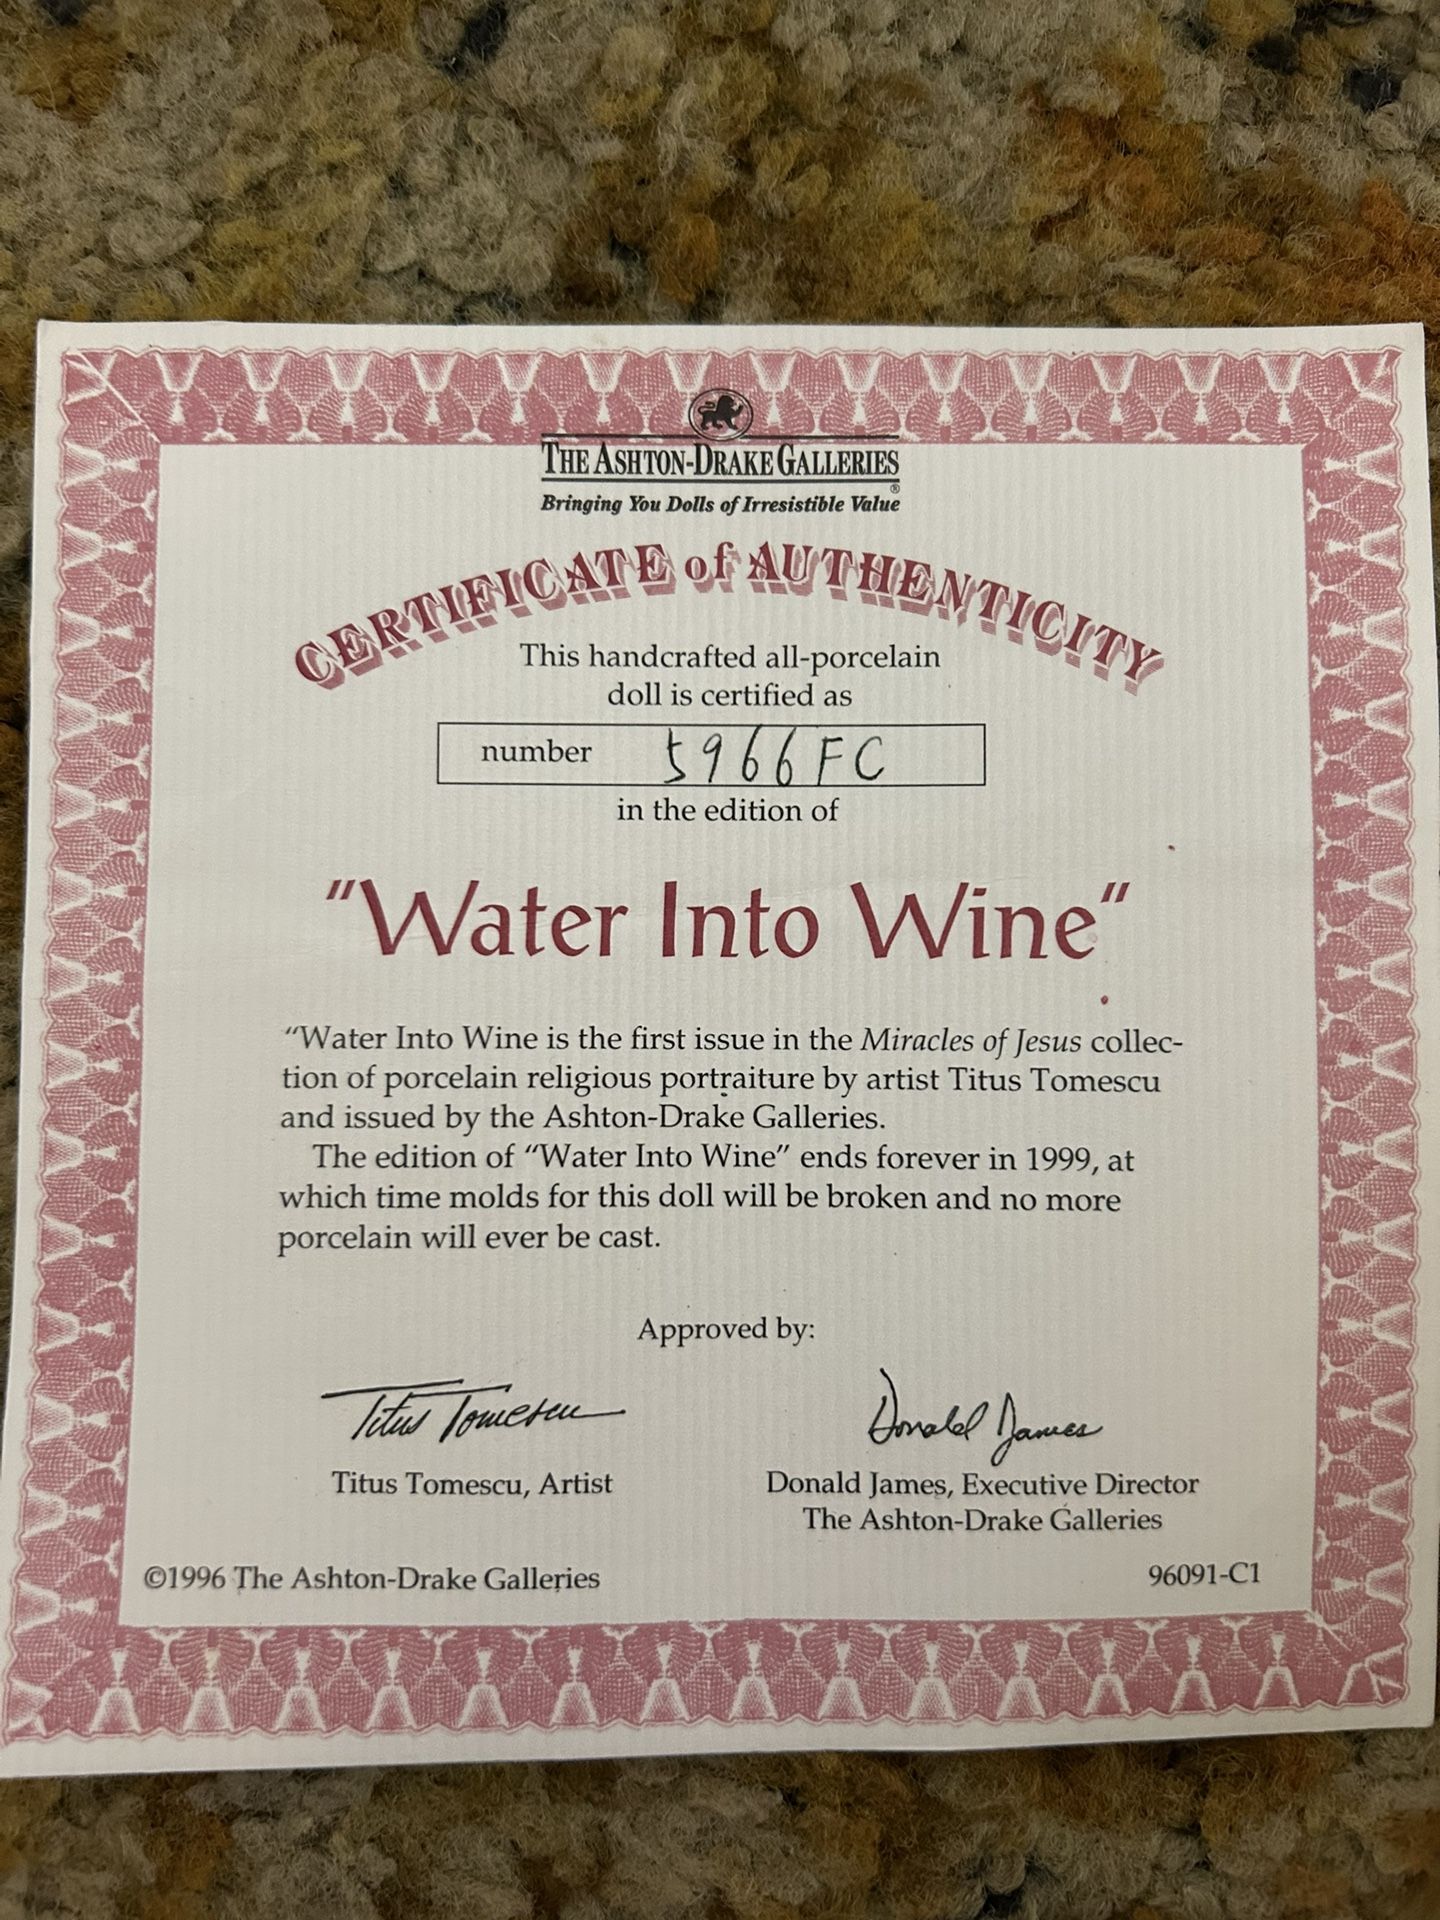 THE ASHTON-DRAKE GALLERIES
®
Bringing You Dolls of Irresistible Value
CERTIFICATE of AUTHENTICITY
This handcrafted all-porcelain
doll is certified as
number 5966FC
in the edition of
"Water Into Wine"
“Water Into Wine is the first issue in the Miracles of Jesus collec-
tion of porcelain religious portraiture by artist Titus Tomescu
and issued by the Ashton-Drake Galleries.
The edition of “Water Into Wine” ends forever in 1999, at
which time molds for this doll will be broken and no more
porcelain will ever be cast.
Approved by:
Titus Tomescu Donald James
Titus Tomescu, Artist Donald James, Executive Director
The Ashton-Drake Galleries
©1996 The Ashton-Drake Galleries 96091-C1